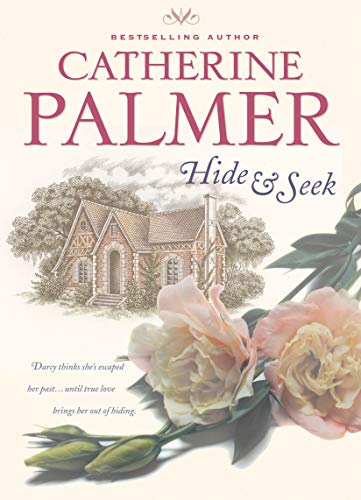 BESTSELLING AUTHOR
CATHERINE
PALMER
Hide & Seek
Darcy thinks she's escaped
her past... until true love
brings her out of hiding.